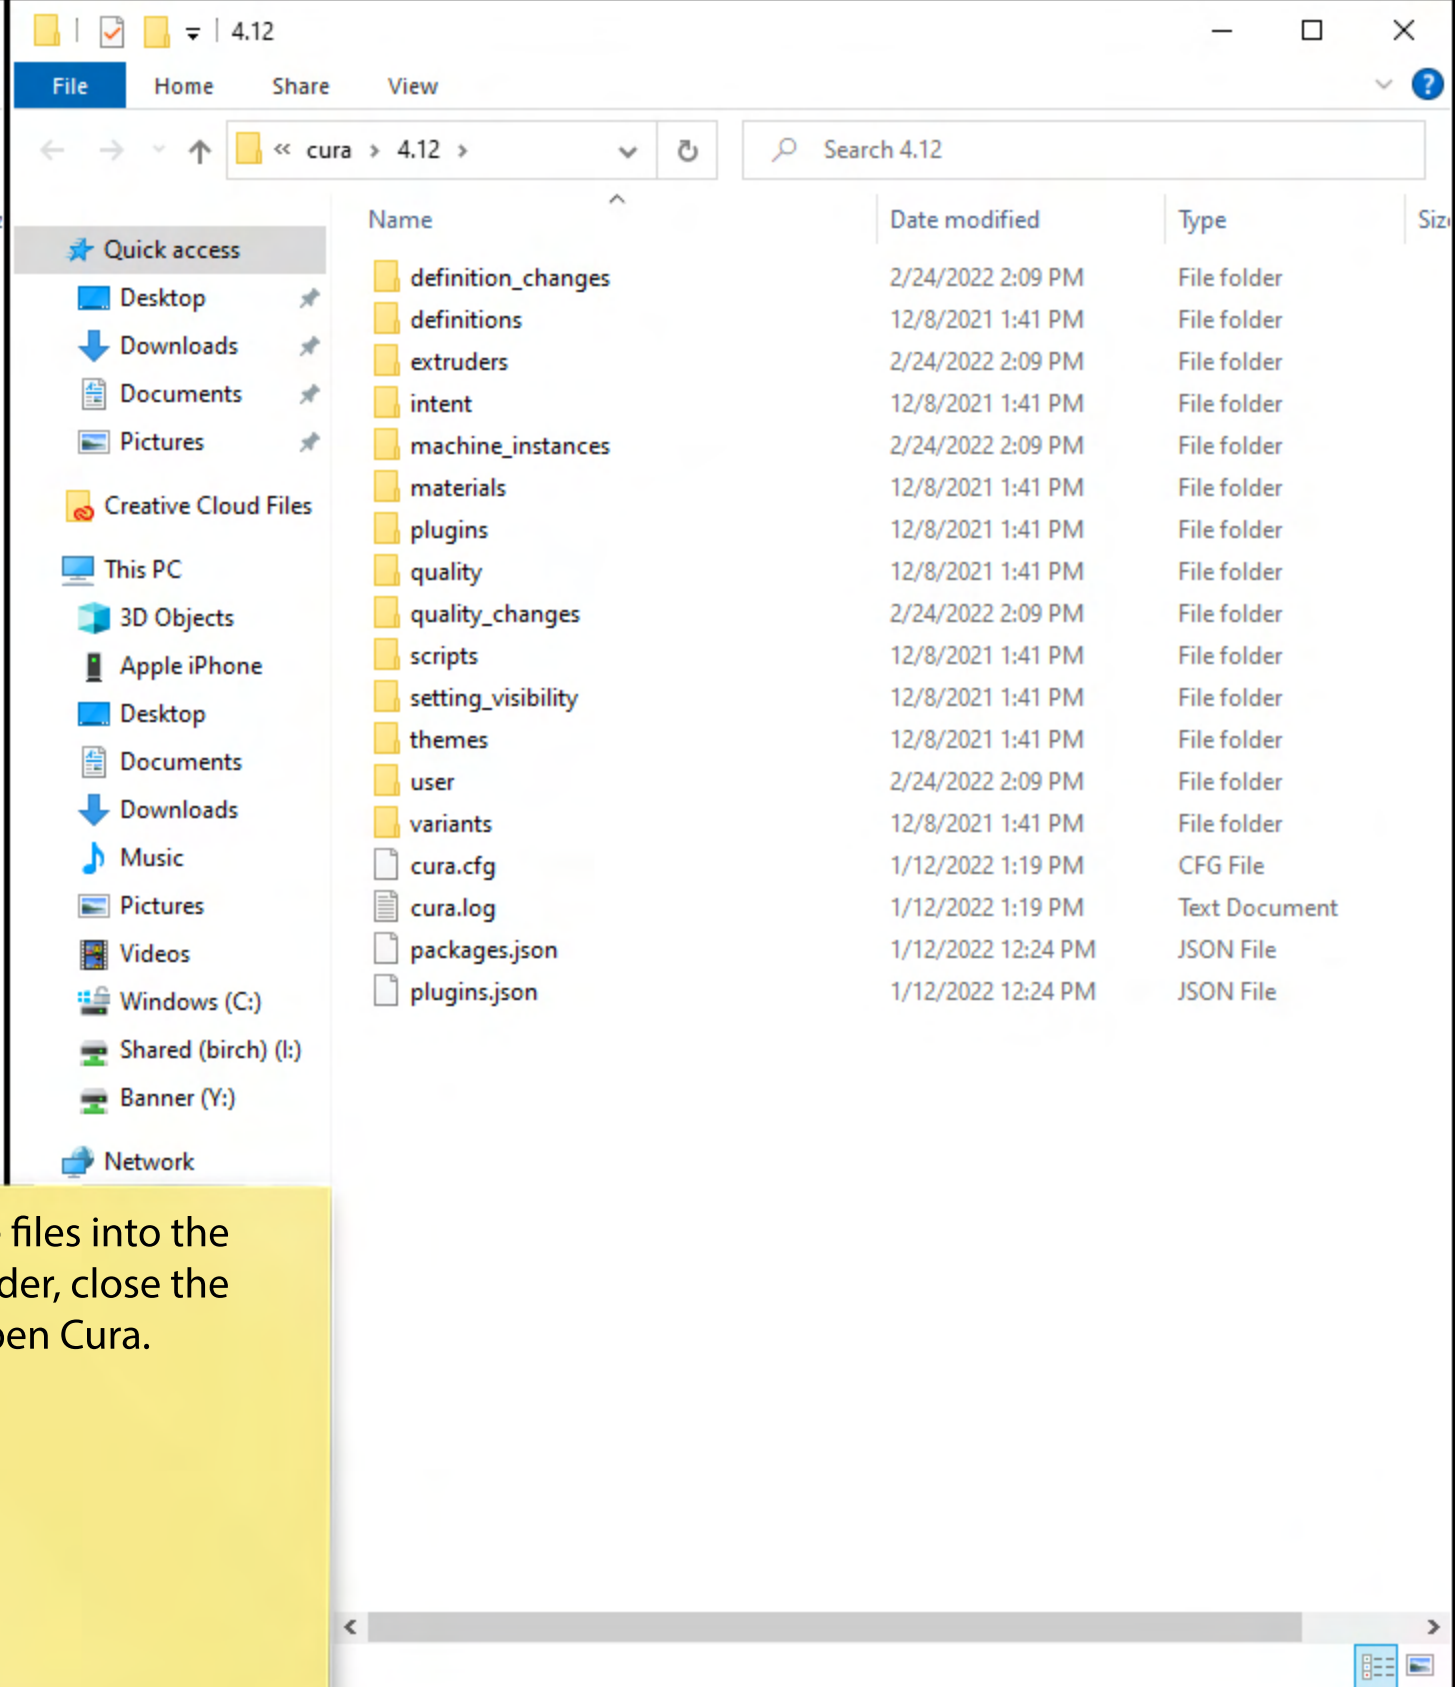 4.12
File Home Share View
« cura > 4.12 > Search 4.12
Name Date modified Type
Quick access
Desktop
Downloads
Documents
Pictures
Creative Cloud Files
This PC
3D Objects
Apple iPhone
Desktop
Documents
Downloads
Music
Pictures
Videos
Windows (C:)
Shared (birch) (I:)
Banner (Y:)
Network
definition_changes 2/24/2022 2:09 PM File folder
definitions 12/8/2021 1:41 PM File folder
extruders 2/24/2022 2:09 PM File folder
intent 12/8/2021 1:41 PM File folder
machine_instances 2/24/2022 2:09 PM File folder
materials 12/8/2021 1:41 PM File folder
plugins 12/8/2021 1:41 PM File folder
quality 12/8/2021 1:41 PM File folder
quality_changes 2/24/2022 2:09 PM File folder
scripts 12/8/2021 1:41 PM File folder
setting_visibility 12/8/2021 1:41 PM File folder
themes 12/8/2021 1:41 PM File folder
user 2/24/2022 2:09 PM File folder
variants 12/8/2021 1:41 PM File folder
cura.cfg 1/12/2022 1:19 PM CFG File
cura.log 1/12/2022 1:19 PM Text Document
packages.json 1/12/2022 12:24 PM JSON File
plugins.json 1/12/2022 12:24 PM JSON File
files into the
close the
Cura.